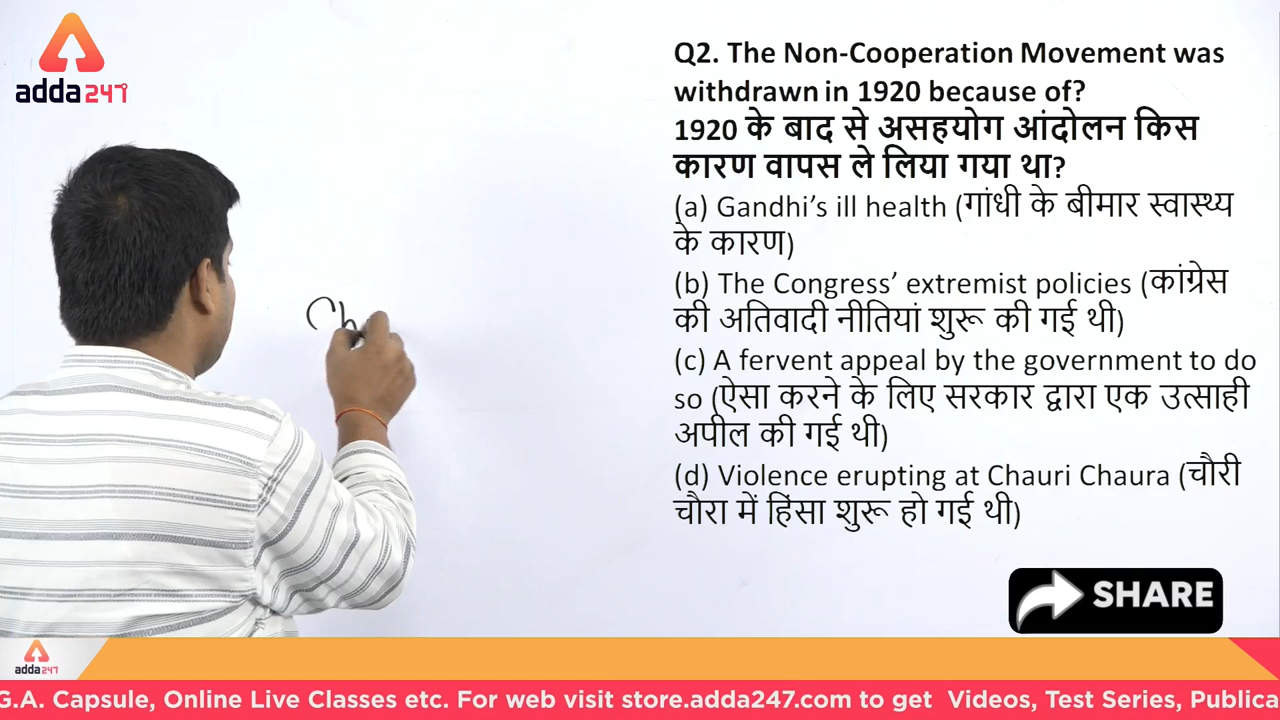 adda247
Q2. The Non-Cooperation Movement was
withdrawn in 1920 because of?
1920 के बाद से असहयोग आंदोलन किस
कारण वापस ले लिया गया था?
(a) Gandhi’s ill health (गांधी के बीमार स्वास्थ्य
के कारण)
(b) The Congress’ extremist policies (कांग्रेस
की अतिवादी नीतियां शुरू की गई थी)
(c) A fervent appeal by the government to do
so (ऐसा करने के लिए सरकार द्वारा एक उत्साही
अपील की गई थी)
(d) Violence erupting at Chauri Chaura (चौरी
चौरा में हिंसा शुरू हो गई थी)
Ch
SHARE
adda247
G.A. Capsule, Online Live Classes etc. For web visit store.adda247.com to get Videos, Test Series, Publica